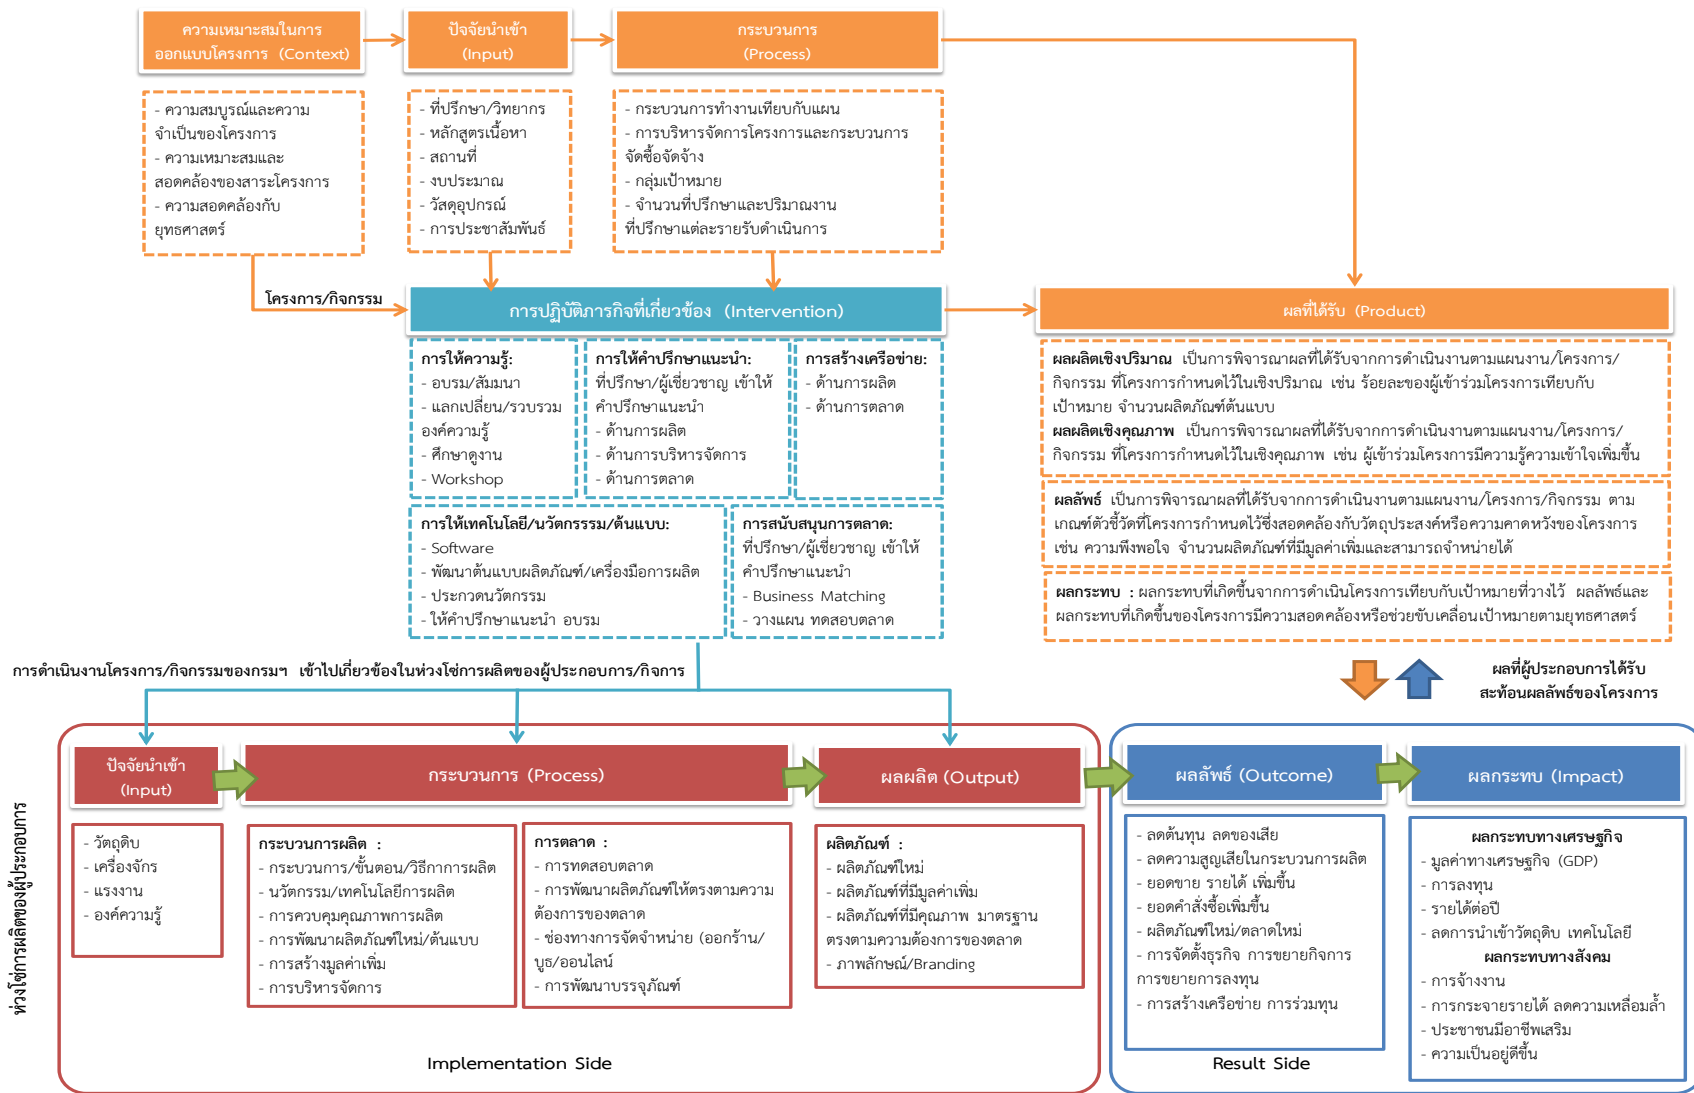 ความเหมาะสมในการ
ออกแบบโครงการ (Context)
ปัจจัยนำเข้า
(Input)
กระบวนการ
(Process)
- ความสมบูรณ์และความ
จำเป็นของโครงการ
- ความเหมาะสมและ
สอดคล้องของสาระโครงการ
- ความสอดคล้องกับ
ยุทธศาสตร์
- ที่ปรึกษา/วิทยากร
- หลักสูตรเนื้อหา
- สถานที่
- งบประมาณ
- วัสดุอุปกรณ์
- การประชาสัมพันธ์
- กระบวนการทำงานเทียบกับแผน
- การบริหารจัดการโครงการและกระบวนการ
จัดซื้อจัดจ้าง
- กลุ่มเป้าหมาย
- จำนวนที่ปรึกษาและปริมาณงาน
ที่ปรึกษาแต่ละรายรับดำเนินการ
โครงการ/กิจกรรม
การปฏิบัติภารกิจที่เกี่ยวข้อง (Intervention)
ผลที่ได้รับ (Product)
การให้ความรู้:
- อบรม/สัมมนา
- แลกเปลี่ยน/รวบรวม
องค์ความรู้
- ศึกษาดูงาน
- Workshop
การให้คำปรึกษาแนะนำ:
ที่ปรึกษา/ผู้เชี่ยวชาญ เข้าให้
คำปรึกษาแนะนำ
- ด้านการผลิต
- ด้านการบริหารจัดการ
- ด้านการตลาด
การสร้างเครือข่าย:
- ด้านการผลิต
- ด้านการตลาด
ผลผลิตเชิงปริมาณ เป็นการพิจารณาผลที่ได้รับจากการดำเนินงานตามแผนงาน/โครงการ/
กิจกรรม ที่โครงการกำหนดไว้ในเชิงปริมาณ เช่น ร้อยละของผู้เข้าร่วมโครงการเทียบกับ
เป้าหมาย จำนวนผลิตภัณฑ์ต้นแบบ
ผลผลิตเชิงคุณภาพ เป็นการพิจารณาผลที่ได้รับจากการดำเนินงานตามแผนงาน/โครงการ/
กิจกรรม ที่โครงการกำหนดไว้ในเชิงคุณภาพ เช่น ผู้เข้าร่วมโครงการมีความรู้ความเข้าใจเพิ่มขึ้น
การให้เทคโนโลยี/นวัตกรรรม/ต้นแบบ:
- Software
- พัฒนาต้นแบบผลิตภัณฑ์/เครื่องมือการผลิต
- ประกวดนวัตกรรม
- ให้คำปรึกษาแนะนำ อบรม
การสนับสนุนการตลาด:
ที่ปรึกษา/ผู้เชี่ยวชาญ เข้าให้
คำปรึกษาแนะนำ
- Business Matching
- วางแผน ทดสอบตลาด
ผลลัพธ์ เป็นการพิจารณาผลที่ได้รับจากการดำเนินงานตามแผนงาน/โครงการ/กิจกรรม ตาม
เกณฑ์ตัวชี้วัดที่โครงการกำหนดไว้ซึ่งสอดคล้องกับวัตถุประสงค์หรือความคาดหวังของโครงการ
เช่น ความพึงพอใจ จำนวนผลิตภัณฑ์ที่มีมูลค่าเพิ่มและสามารถจำหน่ายได้
ผลกระทบ : ผลกระทบที่เกิดขึ้นจากการดำเนินโครงการเทียบกับเป้าหมายที่วางไว้ ผลลัพธ์และ
ผลกระทบที่เกิดขึ้นของโครงการมีความสอดคล้องหรือช่วยขับเคลื่อนเป้าหมายตามยุทธศาสตร์
การดำเนินงานโครงการ/กิจกรรมของกรมฯ เข้าไปเกี่ยวข้องในห่วงโซ่การผลิตของผู้ประกอบการ/กิจการ
ผลที่ผู้ประกอบการได้รับ
สะท้อนผลลัพธ์ของโครงการ
ห่วงโซ่การผลิตของผู้ประกอบการ
ปัจจัยนำเข้า
(Input)
กระบวนการ (Process)
ผลผลิต (Output)
ผลลัพธ์ (Outcome)
ผลกระทบ (Impact)
- วัตถุดิบ
- เครื่องจักร
- แรงงาน
- องค์ความรู้
กระบวนการผลิต :
- กระบวนการ/ขั้นตอน/วิธีกาการผลิต
- นวัตกรรม/เทคโนโลยีการผลิต
- การควบคุมคุณภาพการผลิต
- การพัฒนาผลิตภัณฑ์ใหม่/ต้นแบบ
- การสร้างมูลค่าเพิ่ม
- การบริหารจัดการ
การตลาด :
- การทดสอบตลาด
- การพัฒนาผลิตภัณฑ์ให้ตรงตามความ
ต้องการของตลาด
- ช่องทางการจัดจำหน่าย (ออกร้าน/
บูธ/ออนไลน์
- การพัฒนาบรรจุภัณฑ์
ผลิตภัณฑ์ :
- ผลิตภัณฑ์ใหม่
- ผลิตภัณฑ์ที่มีมูลค่าเพิ่ม
- ผลิตภัณฑ์ที่มีคุณภาพ มาตรฐาน
ตรงตามความต้องการของตลาด
- ภาพลักษณ์/Branding
- ลดต้นทุน ลดของเสีย
- ลดความสูญเสียในกระบวนการผลิต
- ยอดขาย รายได้ เพิ่มขึ้น
- ยอดคำสั่งซื้อเพิ่มขึ้น
- ผลิตภัณฑ์ใหม่/ตลาดใหม่
- การจัดตั้งธุรกิจ การขยายกิจการ
การขยายการลงทุน
- การสร้างเครือข่าย การร่วมทุน
ผลกระทบทางเศรษฐกิจ
- มูลค่าทางเศรษฐกิจ (GDP)
- การลงทุน
- รายได้ต่อปี
- ลดการนำเข้าวัตถุดิบ เทคโนโลยี
ผลกระทบทางสังคม
- การจ้างงาน
- การกระจายรายได้ ลดความเหลื่อมล้ำ
- ประชาชนมีอาชีพเสริม
- ความเป็นอยู่ดีขึ้น
Implementation Side
Result Side